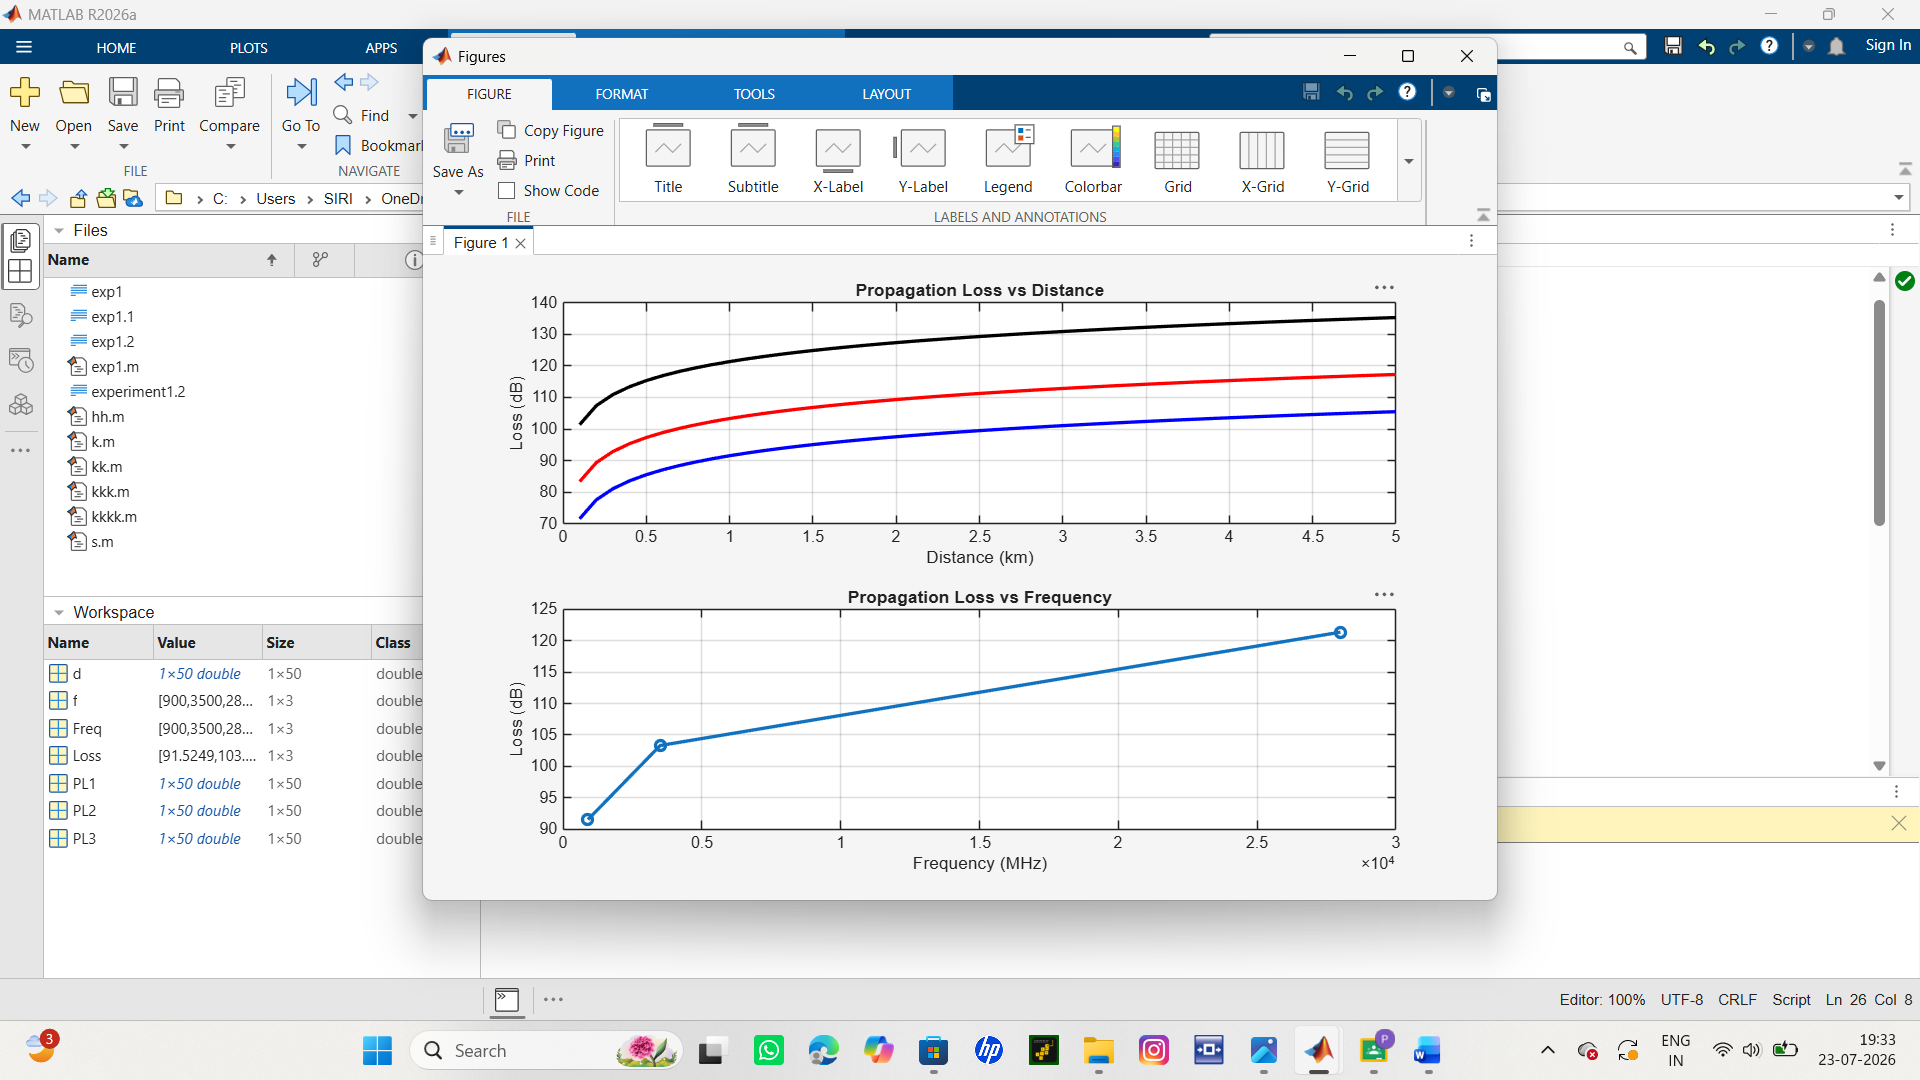 MATLAB R2026a
HOME PLOTS APPS
Sign In
New Open Save Print Compare Go To Find
Bookmar
FILE NAVIGATE
C: > Users > SIRI > OneDr
Files
Name
exp1
exp1.1
exp1.2
exp1.m
experiment1.2
hh.m
k.m
kk.m
kkk.m
kkkk.m
s.m
Workspace
Name Value Size Class
d 1×50 double 1×50 double
f [900,3500,28... 1×3 double
Freq [900,3500,28... 1×3 double
Loss [91.5249,103.... 1×3 double
PL1 1×50 double 1×50 double
PL2 1×50 double 1×50 double
PL3 1×50 double 1×50 double
Figures
FIGURE FORMAT TOOLS LAYOUT
Save As
Copy Figure
Print
Show Code
FILE
Title Subtitle X-Label Y-Label Legend Colorbar Grid X-Grid Y-Grid
LABELS AND ANNOTATIONS
Figure 1
Propagation Loss vs Distance
Loss (dB)
140
130
120
110
100
90
80
70
0 0.5 1 1.5 2 2.5 3 3.5 4 4.5 5
Distance (km)
Propagation Loss vs Frequency
Loss (dB)
125
120
115
110
105
100
95
90
0 0.5 1 1.5 2 2.5 3
Frequency (MHz)
×10⁴
Editor: 100% UTF-8 CRLF Script Ln 26 Col 8
3
Search
hp
P
W
ENG
IN
19:33
23-07-2026